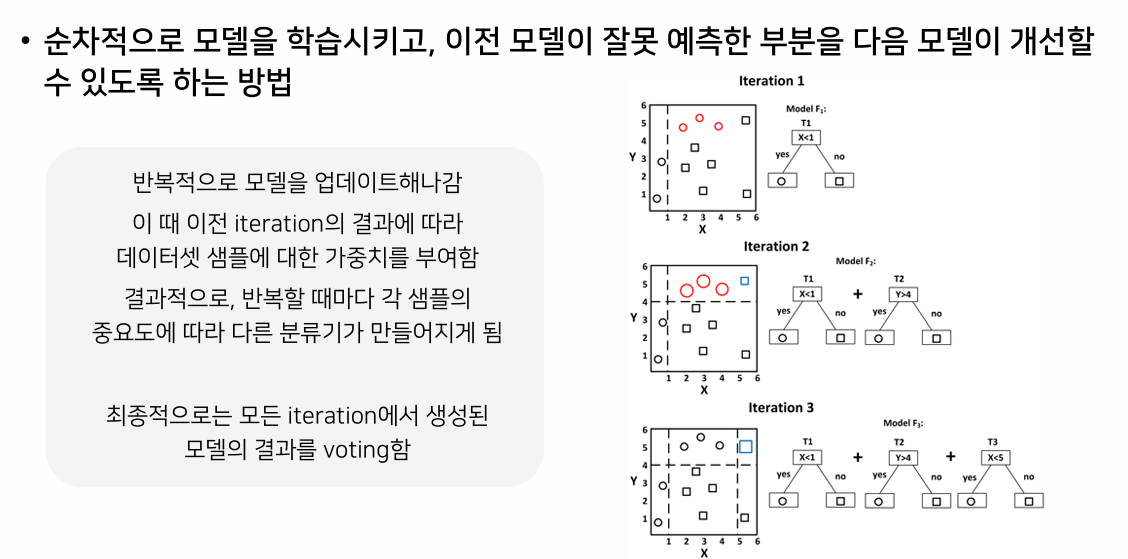 • 순차적으로 모델을 학습시키고, 이전 모델이 잘못 예측한 부분을 다음 모델이 개선할
수 있도록 하는 방법
반복적으로 모델을 업데이트해나감
이 때 이전 iteration의 결과에 따라
데이터셋 샘플에 대한 가중치를 부여함
결과적으로, 반복할 때마다 각 샘플의
중요도에 따라 다른 분류기가 만들어지게 됨
최종적으로는 모든 iteration에서 생성된
모델의 결과를 voting함
Iteration 1
6
5
4
Y 3
2
1
1 2 3 4 5 6
X
Model F₁:
T1
X<1
yes no
Iteration 2
6
5
4
Y 3
2
1
1 2 3 4 5 6
X
Model F₂:
T1 T2
X<1 + Y>4
yes no yes no
Iteration 3
6
5
4
Y 3
2
1
1 2 3 4 5 6
X
Model F₃:
T1 T2 T3
X<1 + Y>4 + X<5
yes no yes no yes no